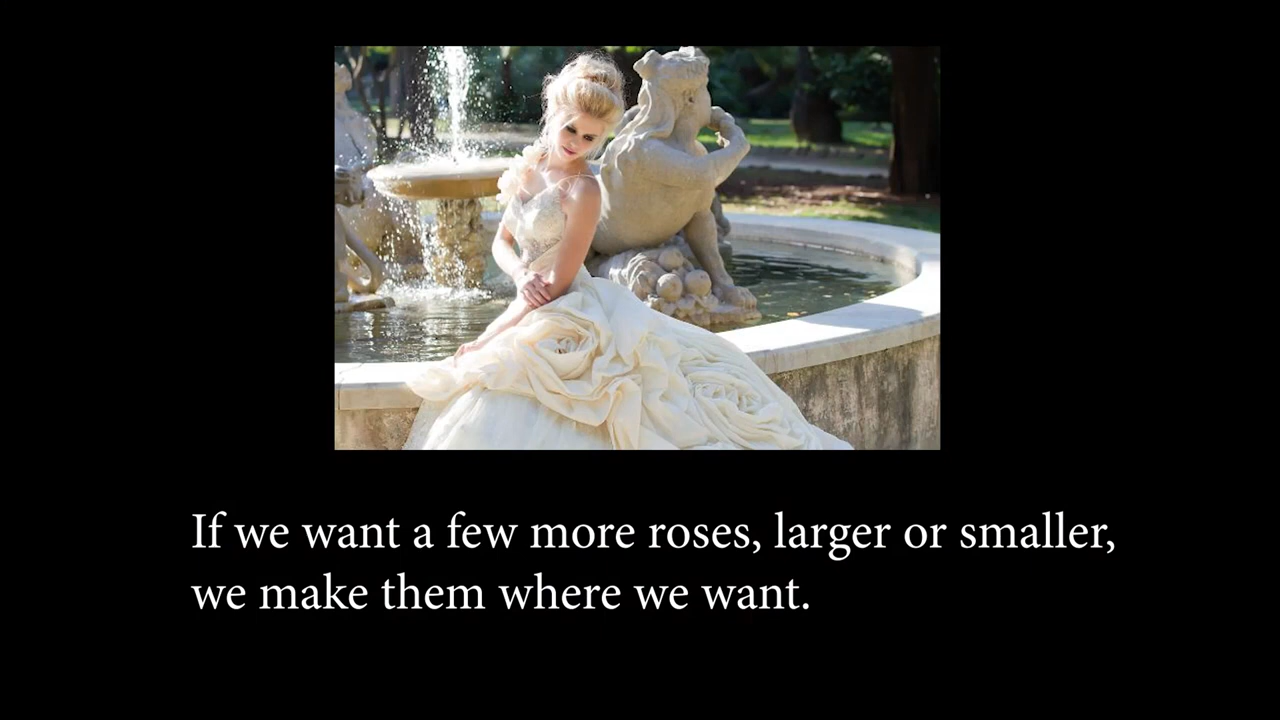 If we want a few more roses, larger or smaller,
we make them where we want.